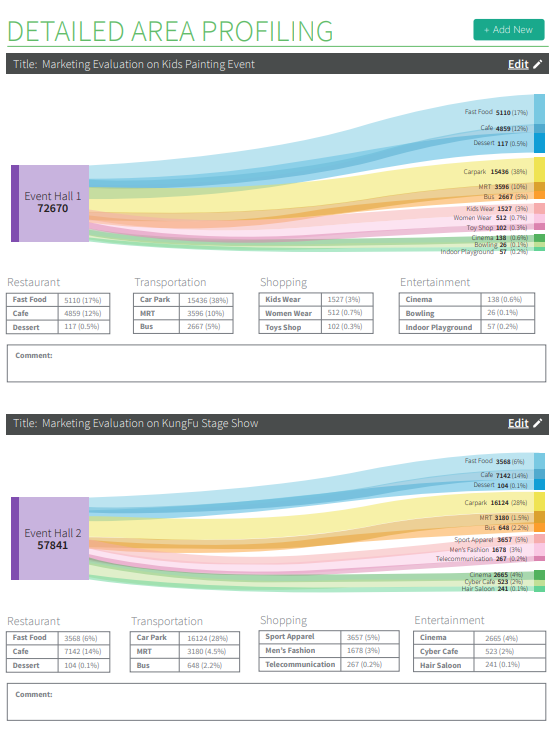 DETAILED AREA PROFILING
+ Add New
Title: Marketing Evaluation on Kids Painting Event
Edit
Fast Food 5110 (17%)
Cafe 4859 (12%)
Dessert 117 (0.5%)
Carpark 15436 (38%)
MRT 3596 (10%)
Bus 2667 (5%)
Kids Wear 1527 (3%)
Women Wear 512 (0.7%)
Toy Shop 102 (0.3%)
Cinema 138 (0.6%)
Bowling 26 (0.1%)
Indoor Playground 57 (0.2%)
Event Hall 1
72670
Restaurant
Fast Food 5110 (17%)
Cafe 4859 (12%)
Dessert 117 (0.5%)
Transportation
Car Park 15436 (38%)
MRT 3596 (10%)
Bus 2667 (5%)
Shopping
Kids Wear 1527 (3%)
Women Wear 512 (0.7%)
Toys Shop 102 (0.3%)
Entertainment
Cinema 138 (0.6%)
Bowling 26 (0.1%)
Indoor Playground 57 (0.2%)
Comment:
Title: Marketing Evaluation on KungFu Stage Show
Edit
Fast Food 3568 (6%)
Cafe 7142 (14%)
Dessert 104 (0.1%)
Carpark 16124 (28%)
MRT 3180 (1.5%)
Bus 648 (2.2%)
Sport Apparel 3657 (5%)
Men's Fashion 1678 (3%)
Telecommunication 267 (0.2%)
Cinema 2665 (4%)
Cyber Cafe 523 (2%)
Hair Saloon 241 (0.1%)
Event Hall 2
57841
Restaurant
Fast Food 3568 (6%)
Cafe 7142 (14%)
Dessert 104 (0.1%)
Transportation
Car Park 16124 (28%)
MRT 3180 (4.5%)
Bus 648 (2.2%)
Shopping
Sport Apparel 3657 (5%)
Men's Fashion 1678 (3%)
Telecommunication 267 (0.2%)
Entertainment
Cinema 2665 (4%)
Cyber Cafe 523 (2%)
Hair Saloon 241 (0.1%)
Comment: